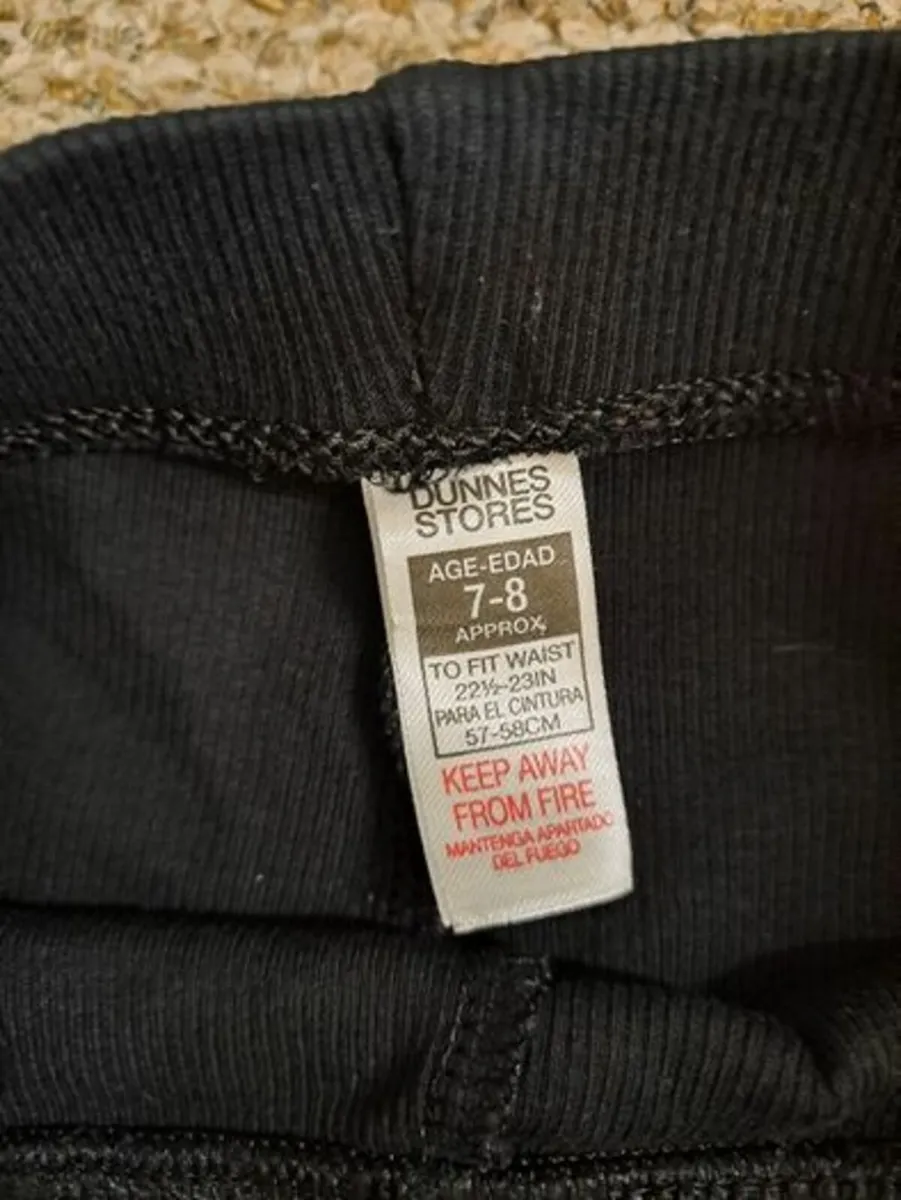 DUNNES
STORES
AGE-EDAD
7-8
APPROX.
TO FIT WAIST
22½-23IN
PARA EL CINTURA
57-58CM
KEEP AWAY
FROM FIRE
MANTENGA APARTADO
DEL FUEGO